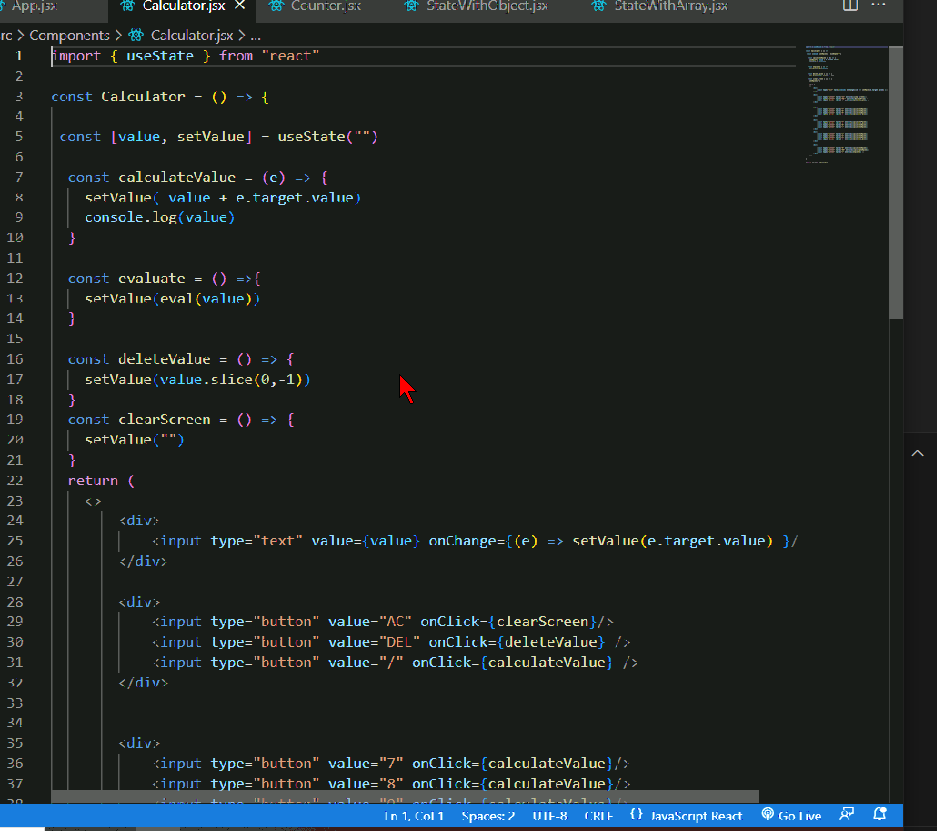 App.jsx Calculator.jsx Counter.jsx StateWithObject.jsx StateWithArray.jsx
rc > Components > Calculator.jsx > ...
1 import { useState } from "react"
2
3 const Calculator = () => {
4
5 const [value, setValue] = useState("")
6
7 const calculateValue = (e) => {
8 setValue( value + e.target.value)
9 console.log(value)
10 }
11
12 const evaluate = () =>{
13 setValue(eval(value))
14 }
15
16 const deleteValue = () => {
17 setValue(value.slice(0,-1))
18 }
19 const clearScreen = () => {
20 setValue("")
21 }
22 return (
23 <>
24 <div>
25 <input type="text" value={value} onChange={(e) => setValue(e.target.value) }/
26 </div>
27
28 <div>
29 <input type="button" value="AC" onClick={clearScreen}/>
30 <input type="button" value="DEL" onClick={deleteValue} />
31 <input type="button" value="/" onClick={calculateValue} />
32 </div>
33
34
35 <div>
36 <input type="button" value="7" onClick={calculateValue}/>
37 <input type="button" value="8" onClick={calculateValue}/>
38 <input type="button" value="9" onClick={calculateValue}/>
Ln 1, Col 1 Spaces: 2 UTF-8 CRLF {} JavaScript React Go Live